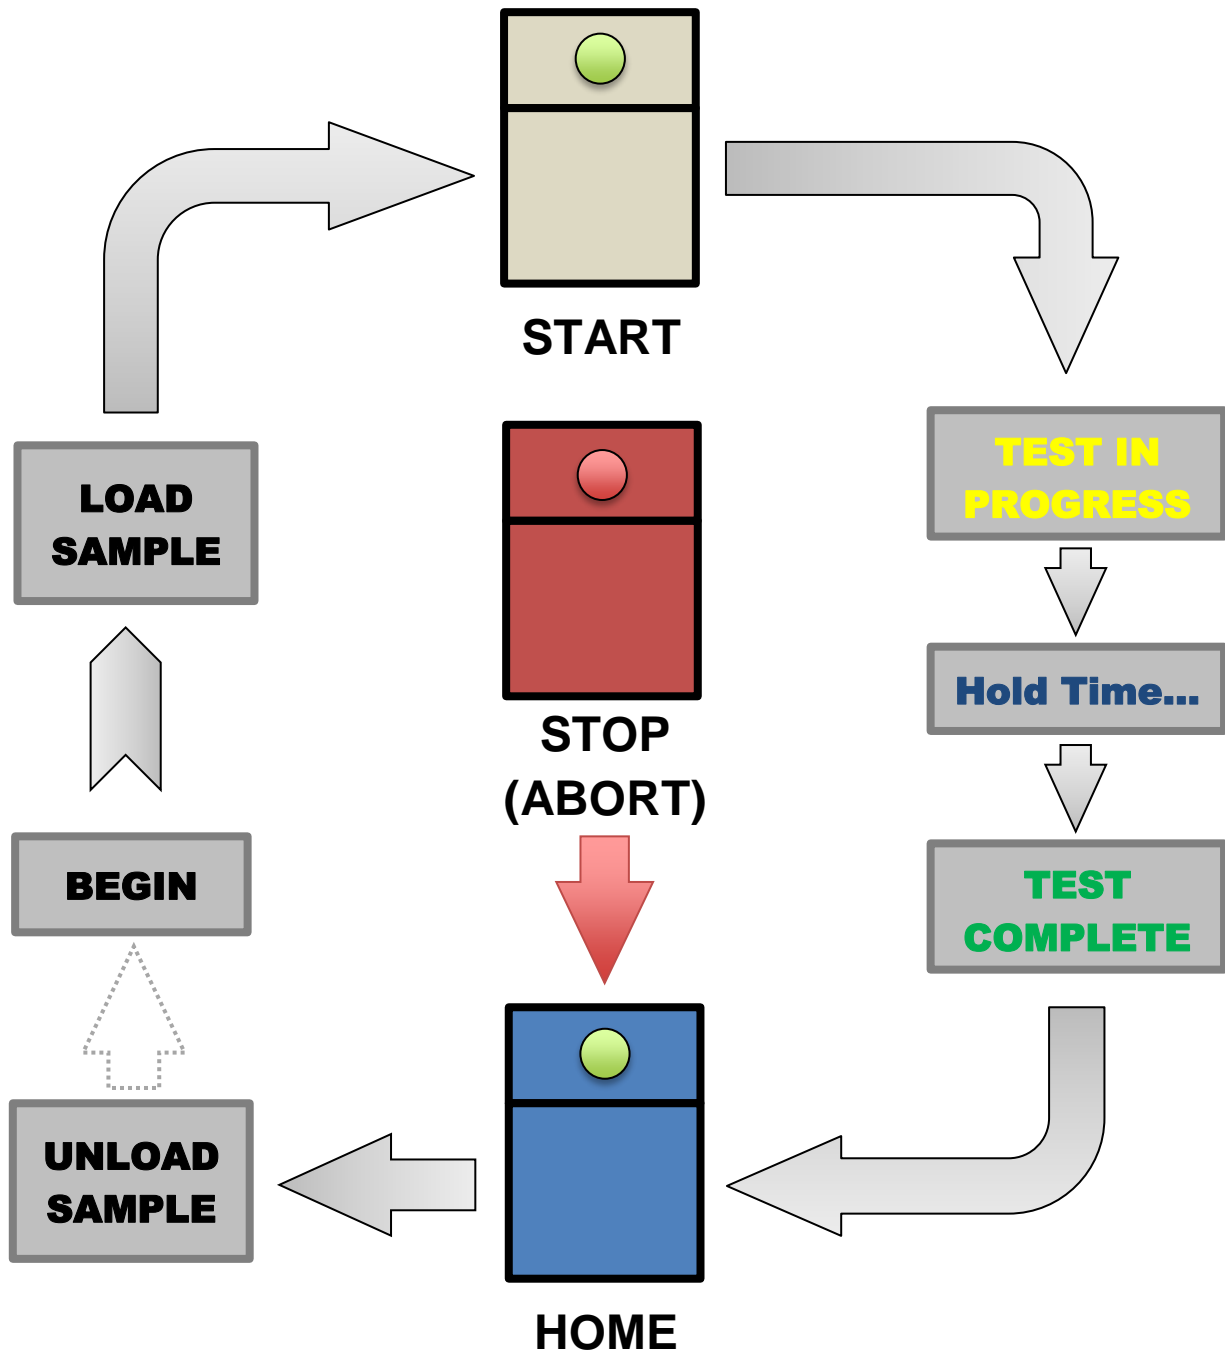 START
LOAD
SAMPLE
TEST IN
PROGRESS
Hold Time...
STOP
(ABORT)
BEGIN
TEST
COMPLETE
UNLOAD
SAMPLE
HOME